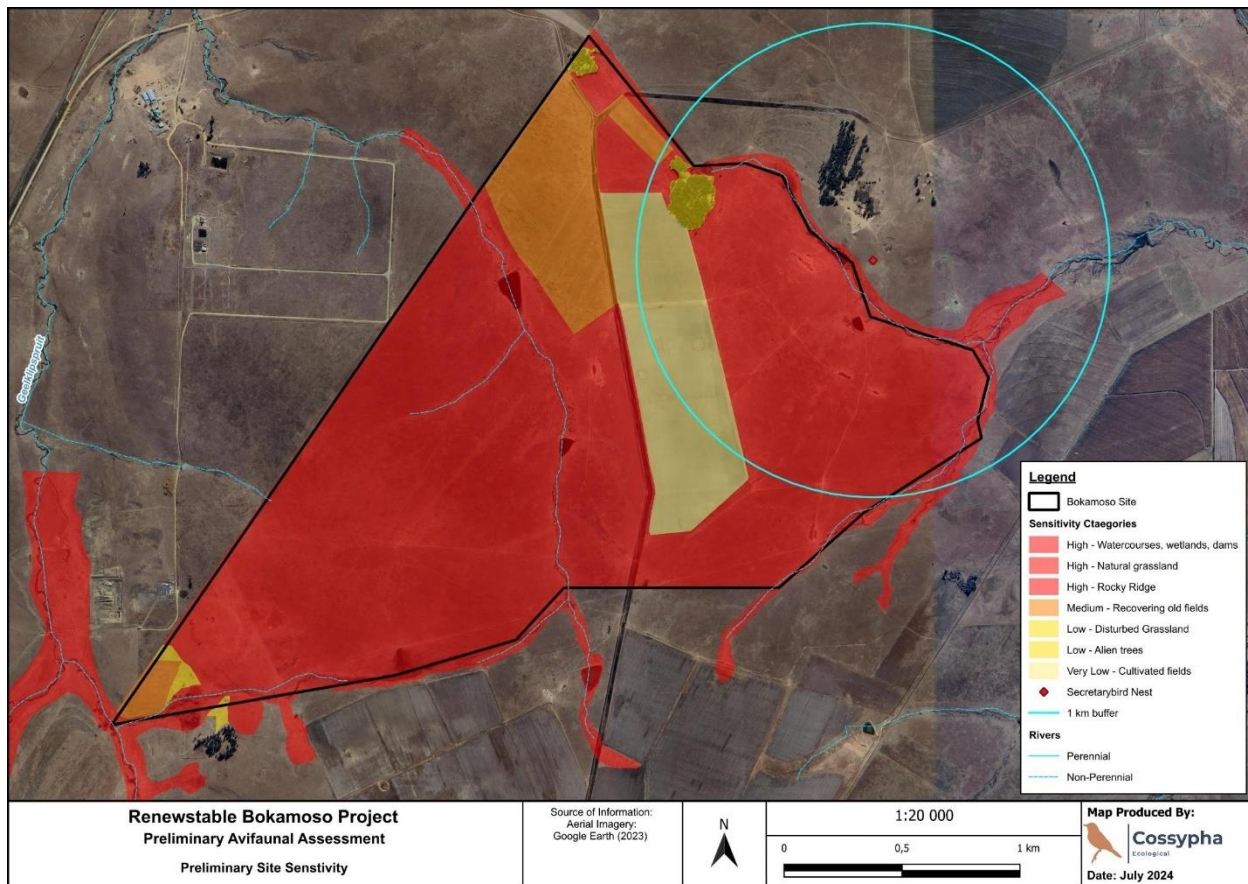 Geelklipspruit
Legend
Bokamoso Site
Sensitivity Ctaegories
High - Watercourses, wetlands, dams
High - Natural grassland
High - Rocky Ridge
Medium - Recovering old fields
Low - Disturbed Grassland
Low - Alien trees
Very Low - Cultivated fields
Secretarybird Nest
1 km buffer
Rivers
Perennial
Non-Perennial
Renewstable Bokamoso Project
Preliminary Avifaunal Assessment
Preliminary Site Senstivity
Source of Information:
Aerial Imagery:
Google Earth (2023)
N
1:20 000
0 0,5 1 km
Map Produced By:
Cossypha
Ecological
Date: July 2024